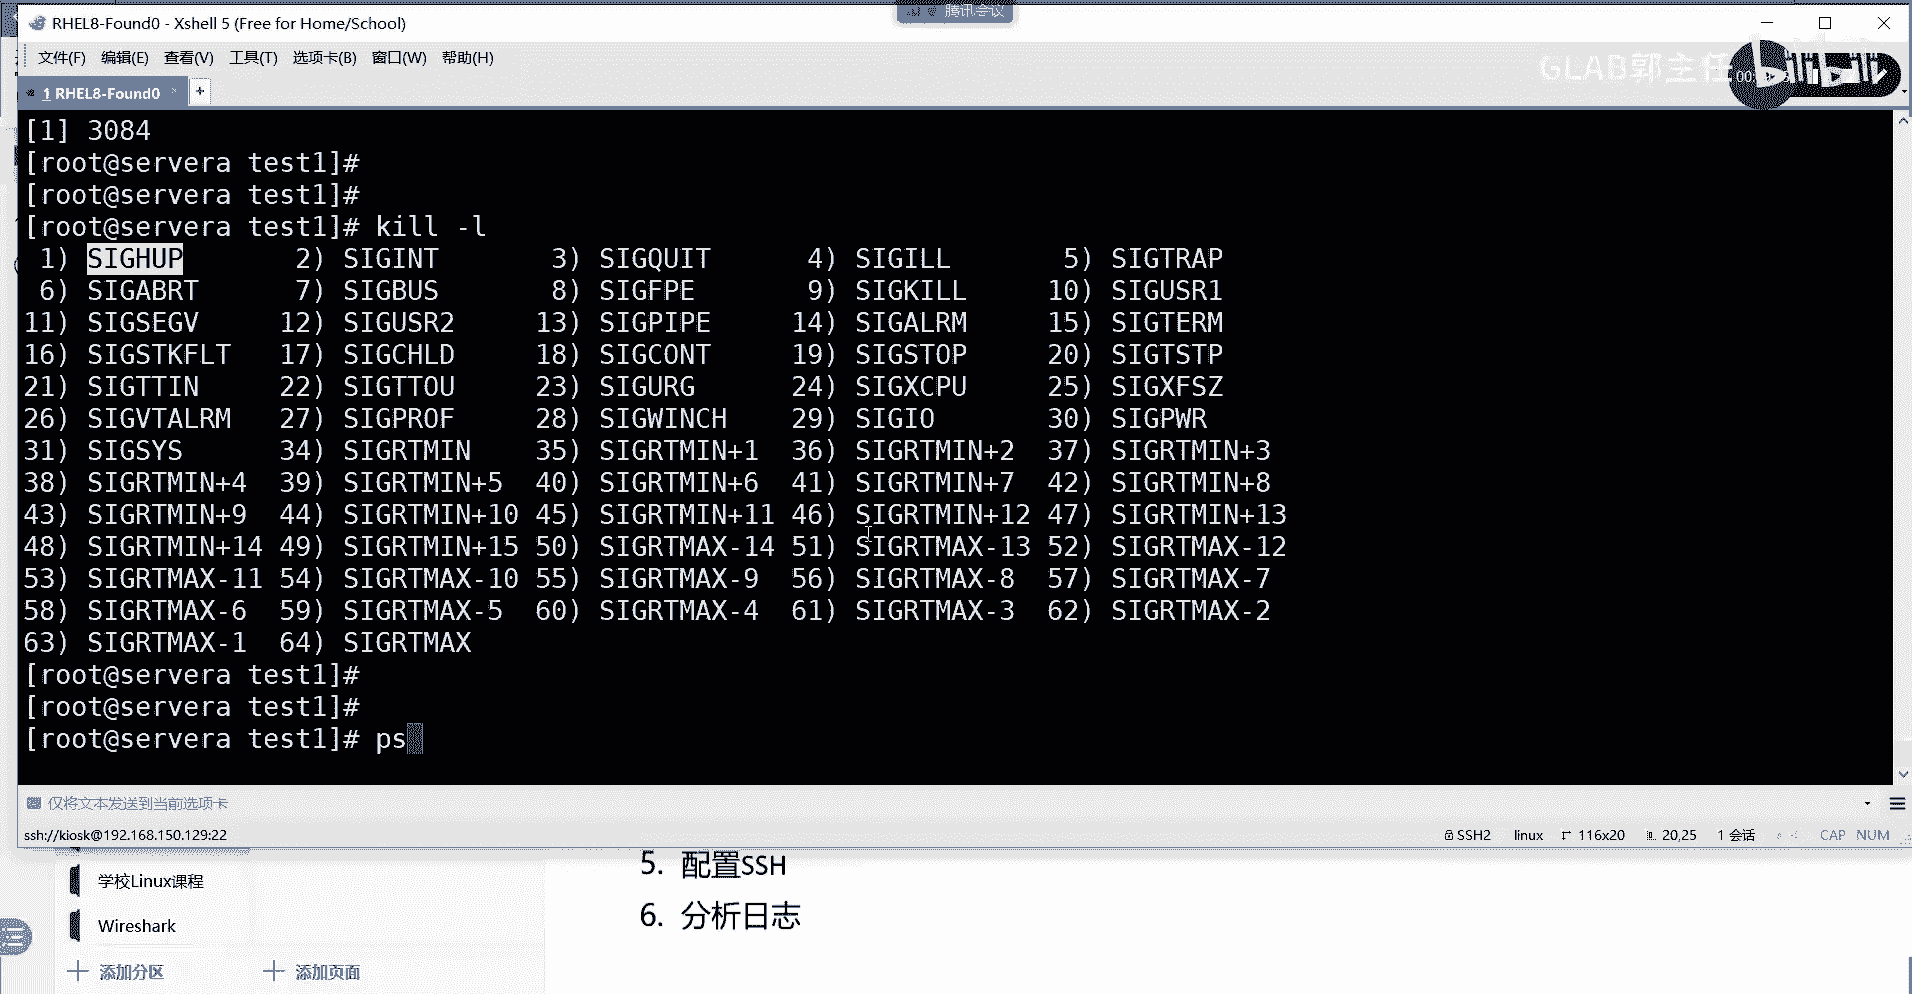 RHEL8-Found0 - Xshell 5 (Free for Home/School)
腾讯会议
文件(F) 编辑(E) 查看(V) 工具(T) 选项卡(B) 窗口(W) 帮助(H)
GLAB郭主任
bilibili
1 RHEL8-Found0
[1] 3084
[root@servera test1]#
[root@servera test1]#
[root@servera test1]# kill -l
1) SIGHUP 2) SIGINT 3) SIGQUIT 4) SIGILL 5) SIGTRAP
6) SIGABRT 7) SIGBUS 8) SIGFPE 9) SIGKILL 10) SIGUSR1
11) SIGSEGV 12) SIGUSR2 13) SIGPIPE 14) SIGALRM 15) SIGTERM
16) SIGSTKFLT 17) SIGCHLD 18) SIGCONT 19) SIGSTOP 20) SIGTSTP
21) SIGTTIN 22) SIGTTOU 23) SIGURG 24) SIGXCPU 25) SIGXFSZ
26) SIGVTALRM 27) SIGPROF 28) SIGWINCH 29) SIGIO 30) SIGPWR
31) SIGSYS 34) SIGRTMIN 35) SIGRTMIN+1 36) SIGRTMIN+2 37) SIGRTMIN+3
38) SIGRTMIN+4 39) SIGRTMIN+5 40) SIGRTMIN+6 41) SIGRTMIN+7 42) SIGRTMIN+8
43) SIGRTMIN+9 44) SIGRTMIN+10 45) SIGRTMIN+11 46) SIGRTMIN+12 47) SIGRTMIN+13
48) SIGRTMIN+14 49) SIGRTMIN+15 50) SIGRTMAX-14 51) SIGRTMAX-13 52) SIGRTMAX-12
53) SIGRTMAX-11 54) SIGRTMAX-10 55) SIGRTMAX-9 56) SIGRTMAX-8 57) SIGRTMAX-7
58) SIGRTMAX-6 59) SIGRTMAX-5 60) SIGRTMAX-4 61) SIGRTMAX-3 62) SIGRTMAX-2
63) SIGRTMAX-1 64) SIGRTMAX
[root@servera test1]#
[root@servera test1]#
[root@servera test1]# ps
仅将文本发送到当前选项卡
ssh://kiosk@192.168.150.129:22 SSH2 linux 116x20 20,25 1 会话 CAP NUM
5. 配置SSH
学校Linux课程
6. 分析日志
Wireshark
添加分区 添加页面